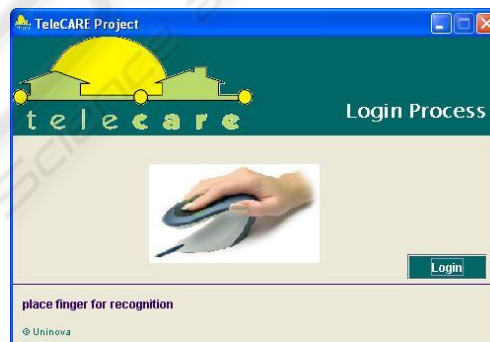 TeleCARE Project
telecare
Login Process
Login
place finger for recognition
© Uninova